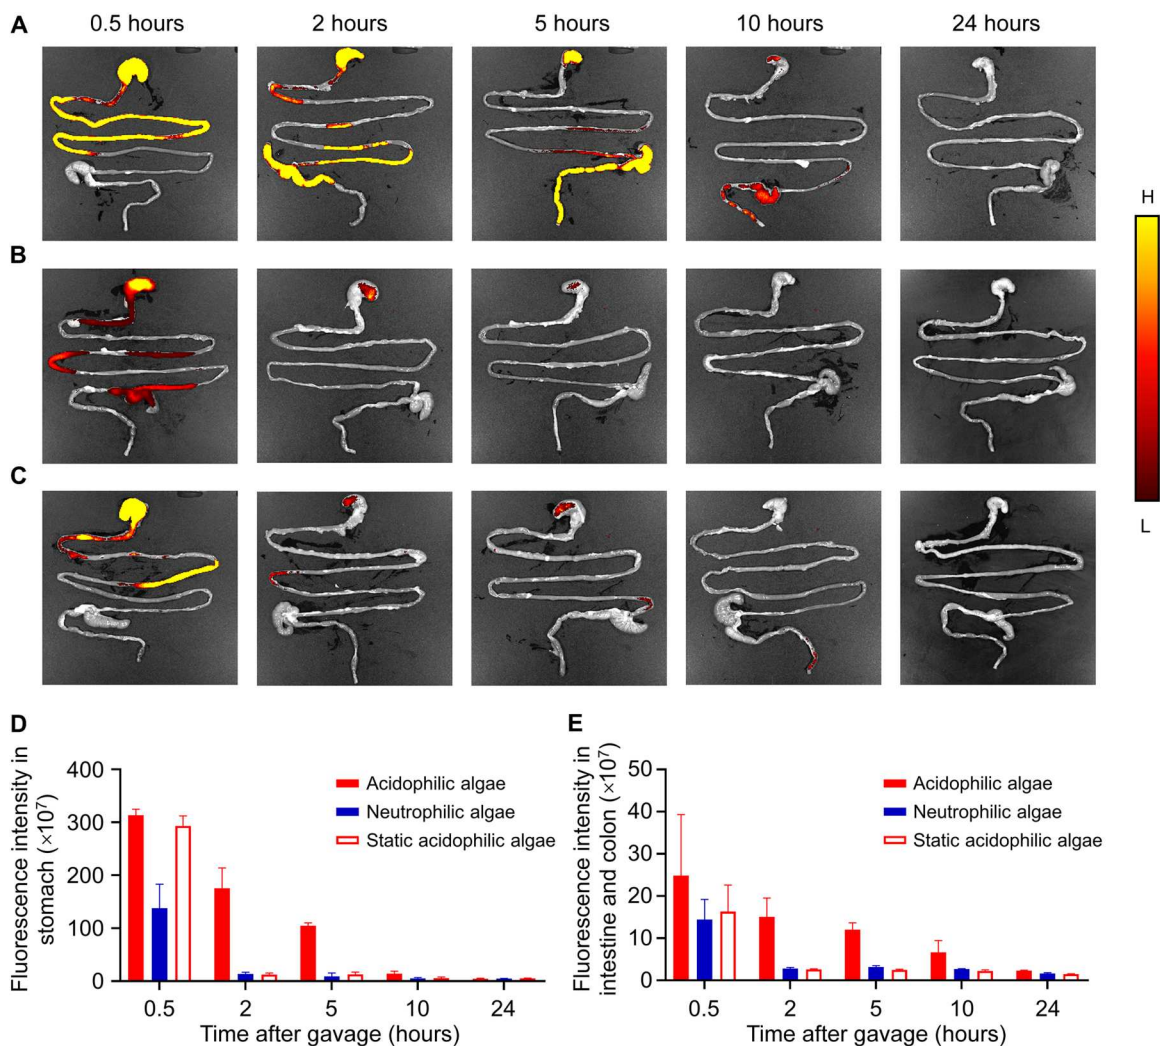 A
0.5 hours
2 hours
5 hours
10 hours
24 hours
H
B
C
L
D
Fluorescence intensity in
stomach (×10⁷)
400
300
200
100
0
Acidophilic algae
Neutrophilic algae
Static acidophilic algae
0.5
2
5
10
24
Time after gavage (hours)
E
Fluorescence intensity in
intestine and colon (×10⁷)
50
40
30
20
10
0
Acidophilic algae
Neutrophilic algae
Static acidophilic algae
0.5
2
5
10
24
Time after gavage (hours)